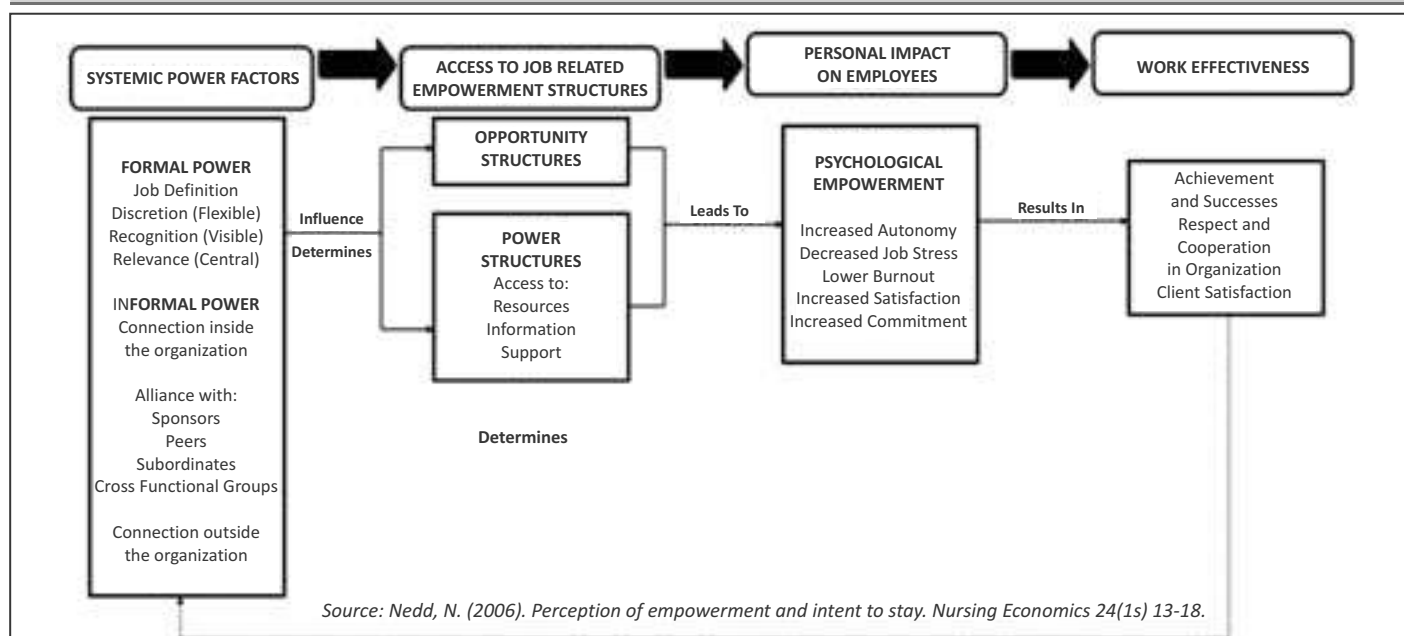 SYSTEMIC POWER FACTORS
ACCESS TO JOB RELATED
EMPOWERMENT STRUCTURES
PERSONAL IMPACT
ON EMPLOYEES
WORK EFFECTIVENESS
FORMAL POWER
Job Definition
Discretion (Flexible)
Recognition (Visible)
Relevance (Central)
INFORMAL POWER
Connection inside
the organization
Alliance with:
Sponsors
Peers
Subordinates
Cross Functional Groups
Connection outside
the organization
Influence
Determines
OPPORTUNITY
STRUCTURES
POWER
STRUCTURES
Access to:
Resources
Information
Support
Determines
Leads To
PSYCHOLOGICAL
EMPOWERMENT
Increased Autonomy
Decreased Job Stress
Lower Burnout
Increased Satisfaction
Increased Commitment
Results In
Achievement
and Successes
Respect and
Cooperation
in Organization
Client Satisfaction
Source: Nedd, N. (2006). Perception of empowerment and intent to stay. Nursing Economics 24(1s) 13-18.